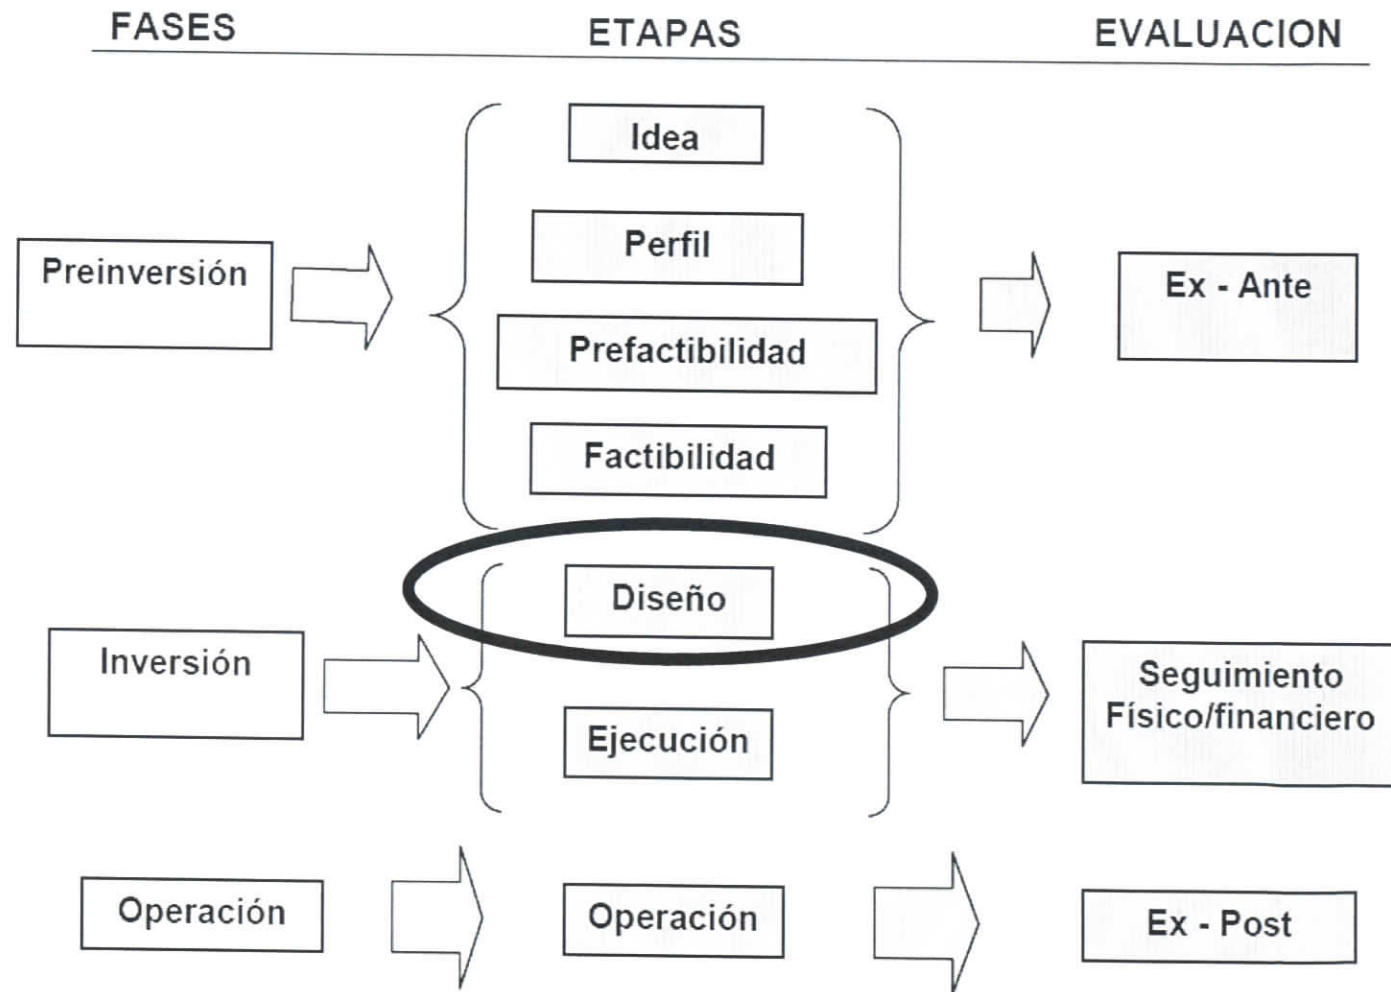 FASES
ETAPAS
EVALUACION
Idea
Perfil
Preinversión
Ex - Ante
Prefactibilidad
Factibilidad
Diseño
Inversión
Seguimiento
Físico/financiero
Ejecución
Operación
Operación
Ex - Post